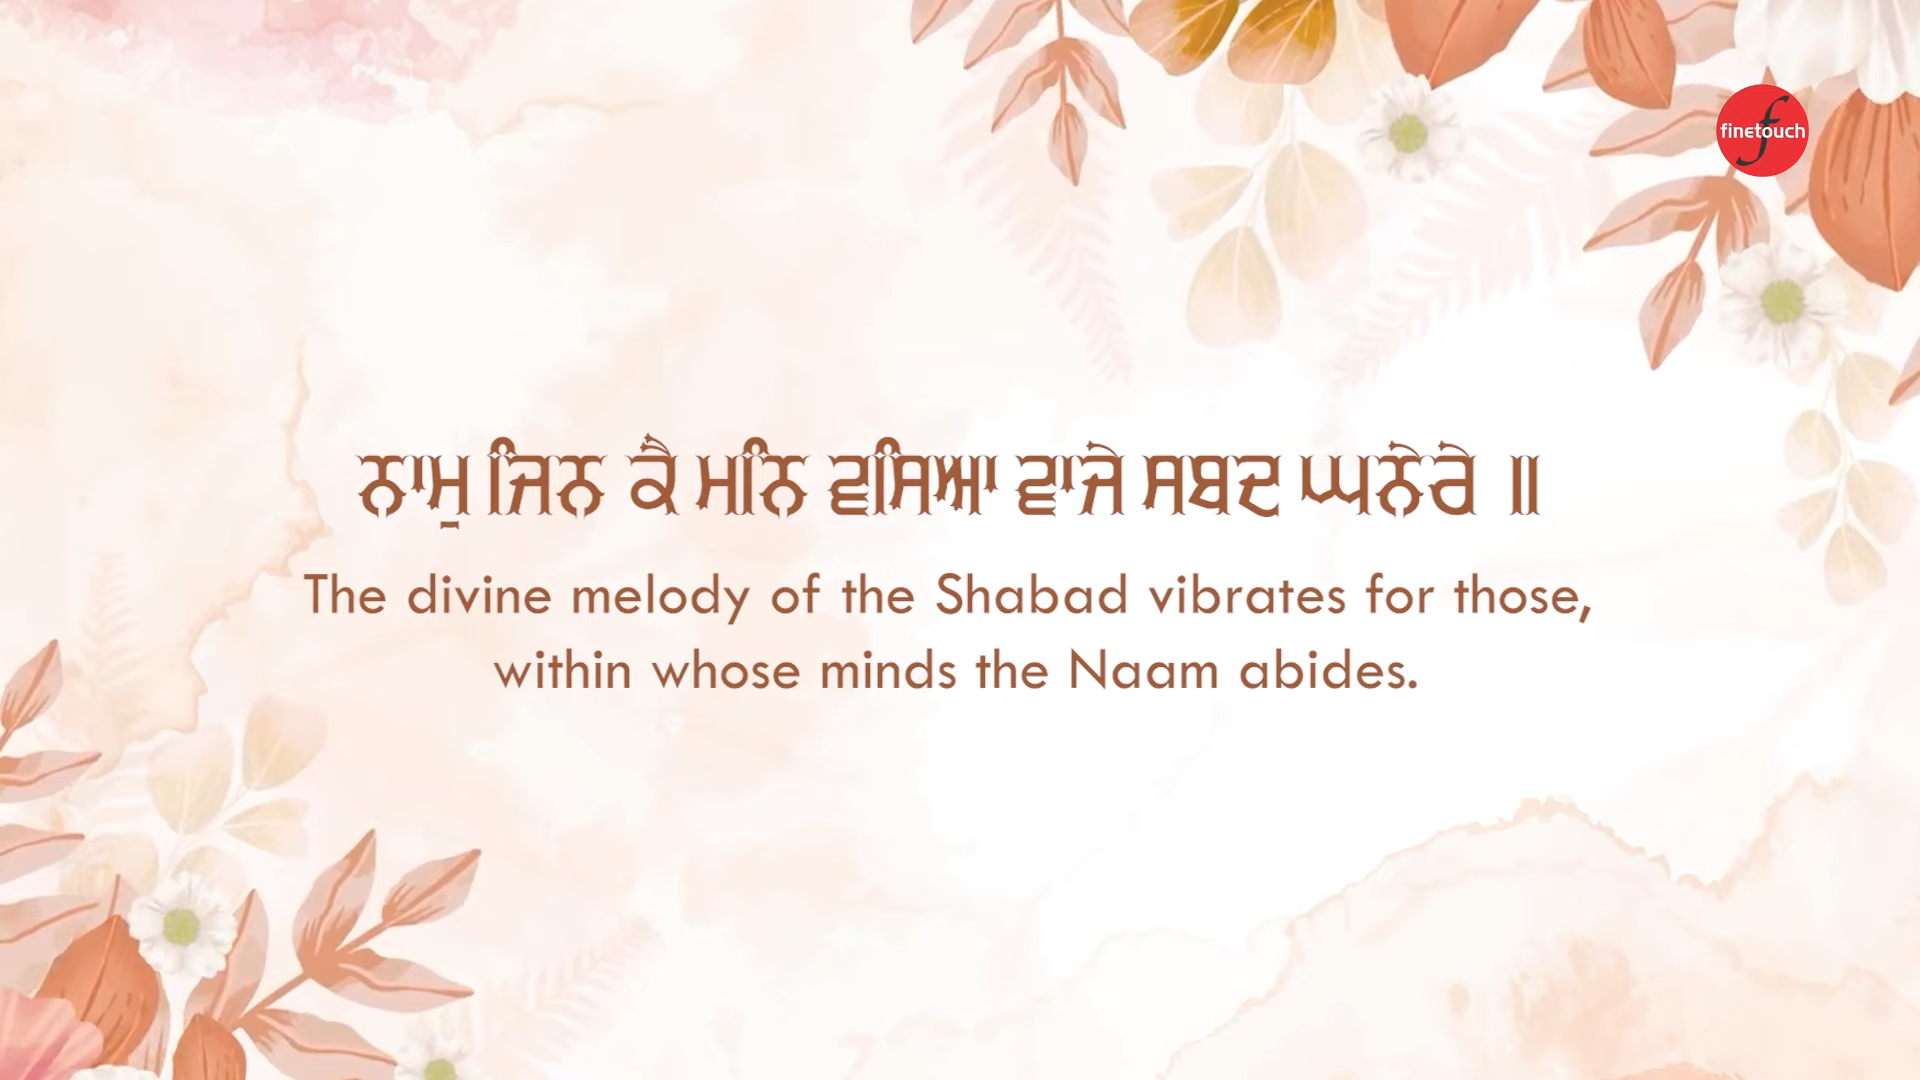 finetouch
ਨਾਮੁ ਜਿਨ ਕੈ ਮਨਿ ਵਸਿਆ ਵਾਜੇ ਸਬਦ ਘਨੇਰੇ ॥
The divine melody of the Shabad vibrates for those,
within whose minds the Naam abides.